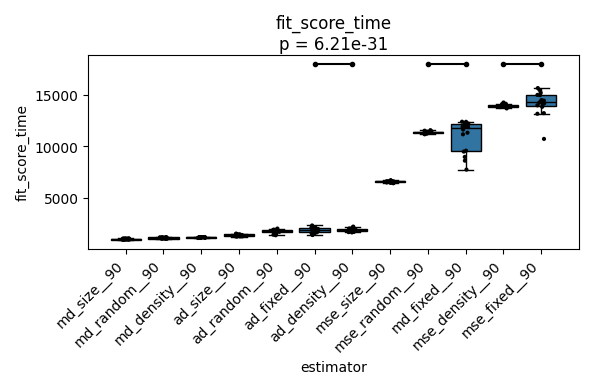 fit_score_time
p = 6.21e-31
fit_score_time
15000
10000
5000
md_size__90
md_random__90
md_density__90
ad_size__90
ad_random__90
ad_fixed__90
ad_density__90
mse_size__90
mse_random__90
md_fixed__90
mse_density__90
mse_fixed__90
estimator